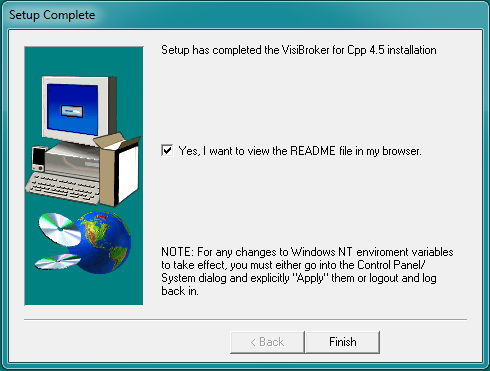 Setup Complete
Setup has completed the VisiBroker for Cpp 4.5 installation
Yes, I want to view the README file in my browser.
NOTE: For any changes to Windows NT enviroment variables
to take effect, you must either go into the Control Panel/
System dialog and explicitly "Apply" them or logout and log
back in.
< Back
Finish